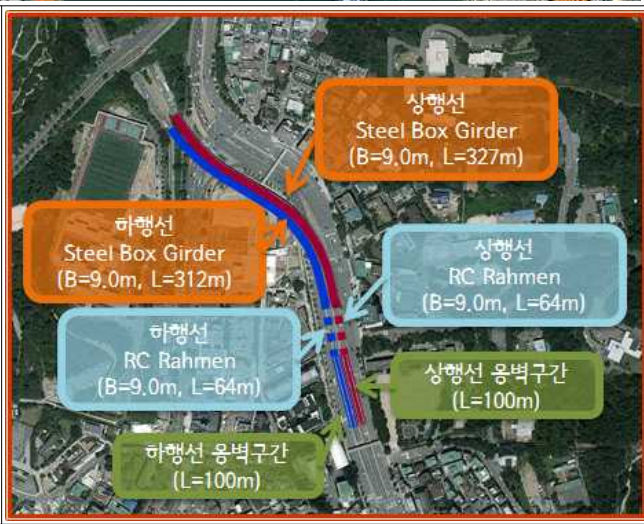 상행선
Steel Box Girder
(B=9.0m, L=327m)
하행선
Steel Box Girder
(B=9.0m, L=312m)
상행선
RC Rahmen
(B=9.0m, L=64m)
하행선
RC Rahmen
(B=9.0m, L=64m)
상행선 옹벽구간
(L=100m)
하행선 옹벽구간
(L=100m)